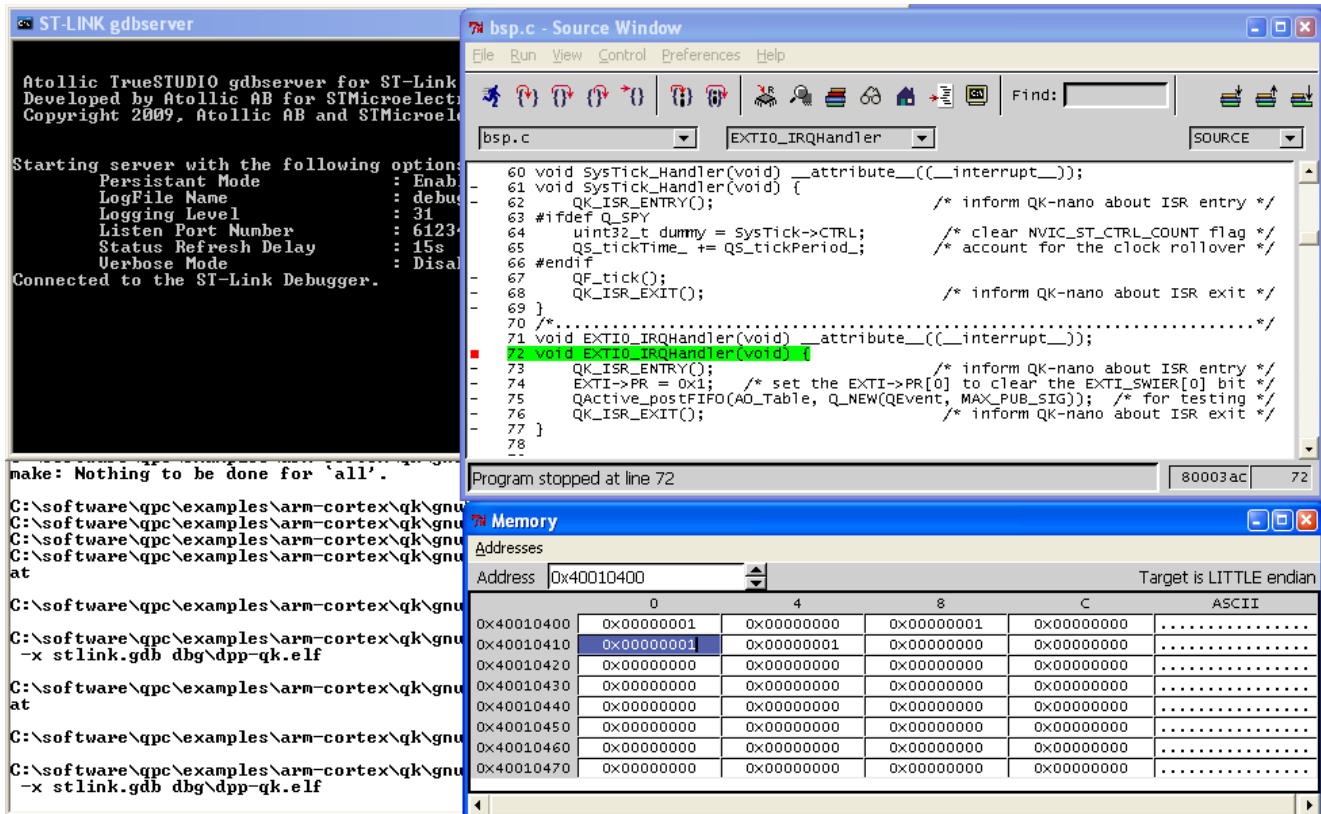 ST-LINK gdbserver
Atollic TrueSTUDIO gdbserver for ST-Link
Developed by Atollic AB for STMicroelect
Copyright 2009, Atollic AB and STMicroel
Starting server with the following option
Persistant Mode : Enab
LogFile Name : debug
Logging Level : 31
Listen Port Number : 61234
Status Refresh Delay : 15s
Verbose Mode : Disa
Connected to the ST-Link Debugger.
make: Nothing to be done for `all'.
C:\software\qpc\examples\arm-cortex\qk\gnu
C:\software\qpc\examples\arm-cortex\qk\gnu
C:\software\qpc\examples\arm-cortex\qk\gnu
C:\software\qpc\examples\arm-cortex\qk\gnu
at
C:\software\qpc\examples\arm-cortex\qk\gnu
C:\software\qpc\examples\arm-cortex\qk\gnu
-x stlink.gdb dbg\dpp-qk.elf
C:\software\qpc\examples\arm-cortex\qk\gnu
at
C:\software\qpc\examples\arm-cortex\qk\gnu
C:\software\qpc\examples\arm-cortex\qk\gnu
-x stlink.gdb dbg\dpp-qk.elf
bsp.c - Source Window
File Run View Control Preferences Help
Find:
bsp.c EXTI0_IRQHandler SOURCE
60 void SysTick_Handler(void) __attribute__((__interrupt__));
- 61 void SysTick_Handler(void) {
- 62 QK_ISR_ENTRY(); /* inform QK-nano about ISR entry */
63 #ifdef Q_SPY
64 uint32_t dummy = SysTick->CTRL; /* clear NVIC_ST_CTRL_COUNT flag */
65 QS_tickTime_ += QS_tickPeriod_; /* account for the clock rollover */
66 #endif
- 67 QF_tick();
- 68 QK_ISR_EXIT(); /* inform QK-nano about ISR exit */
- 69 }
70 /*..........................................................................*/
71 void EXTI0_IRQHandler(void) __attribute__((__interrupt__));
72 void EXTI0_IRQHandler(void) {
- 73 QK_ISR_ENTRY(); /* inform QK-nano about ISR entry */
- 74 EXTI->PR = 0x1; /* set the EXTI->PR[0] to clear the EXTI_SWIER[0] bit */
- 75 QActive_postFIFO(AO_Table, Q_NEW(QEvent, MAX_PUB_SIG)); /* for testing */
- 76 QK_ISR_EXIT(); /* inform QK-nano about ISR exit */
- 77 }
78
Program stopped at line 72 80003ac 72
Memory
Addresses
Address 0x40010400 Target is LITTLE endian
0 4 8 C ASCII
0x40010400 0x00000001 0x00000000 0x00000001 0x00000000 ................
0x40010410 0x00000001 0x00000001 0x00000000 0x00000000 ................
0x40010420 0x00000000 0x00000000 0x00000000 0x00000000 ................
0x40010430 0x00000000 0x00000000 0x00000000 0x00000000 ................
0x40010440 0x00000000 0x00000000 0x00000000 0x00000000 ................
0x40010450 0x00000000 0x00000000 0x00000000 0x00000000 ................
0x40010460 0x00000000 0x00000000 0x00000000 0x00000000 ................
0x40010470 0x00000000 0x00000000 0x00000000 0x00000000 ................